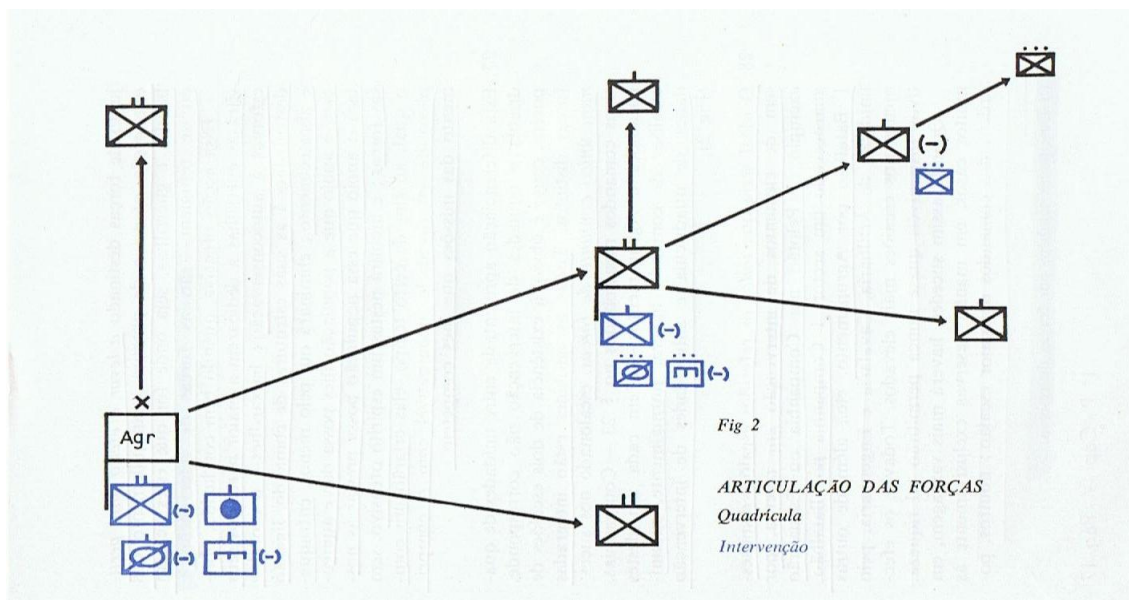 (-)
(-)
(-)
Agr
(-)
(-)
(-)
Fig 2
ARTICULAÇÃO DAS FORÇAS
Quadrícula
Intervenção